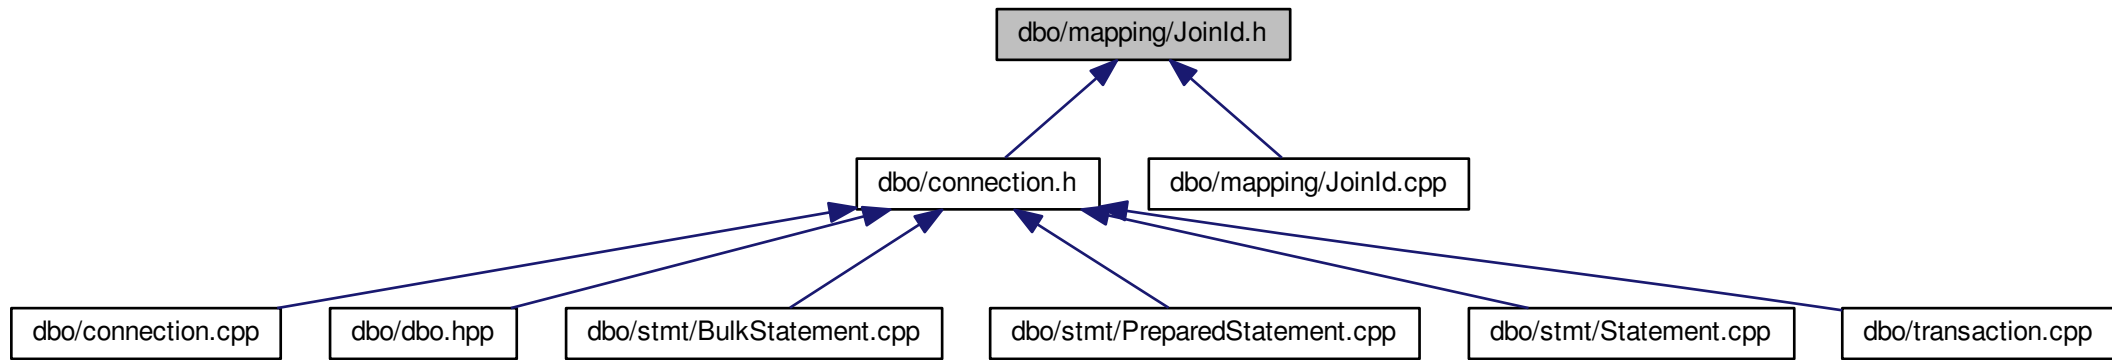 dbo/mapping/JoinId.h
dbo/connection.h
dbo/mapping/JoinId.cpp
dbo/connection.cpp
dbo/dbo.hpp
dbo/stmt/BulkStatement.cpp
dbo/stmt/PreparedStatement.cpp
dbo/stmt/Statement.cpp
dbo/transaction.cpp